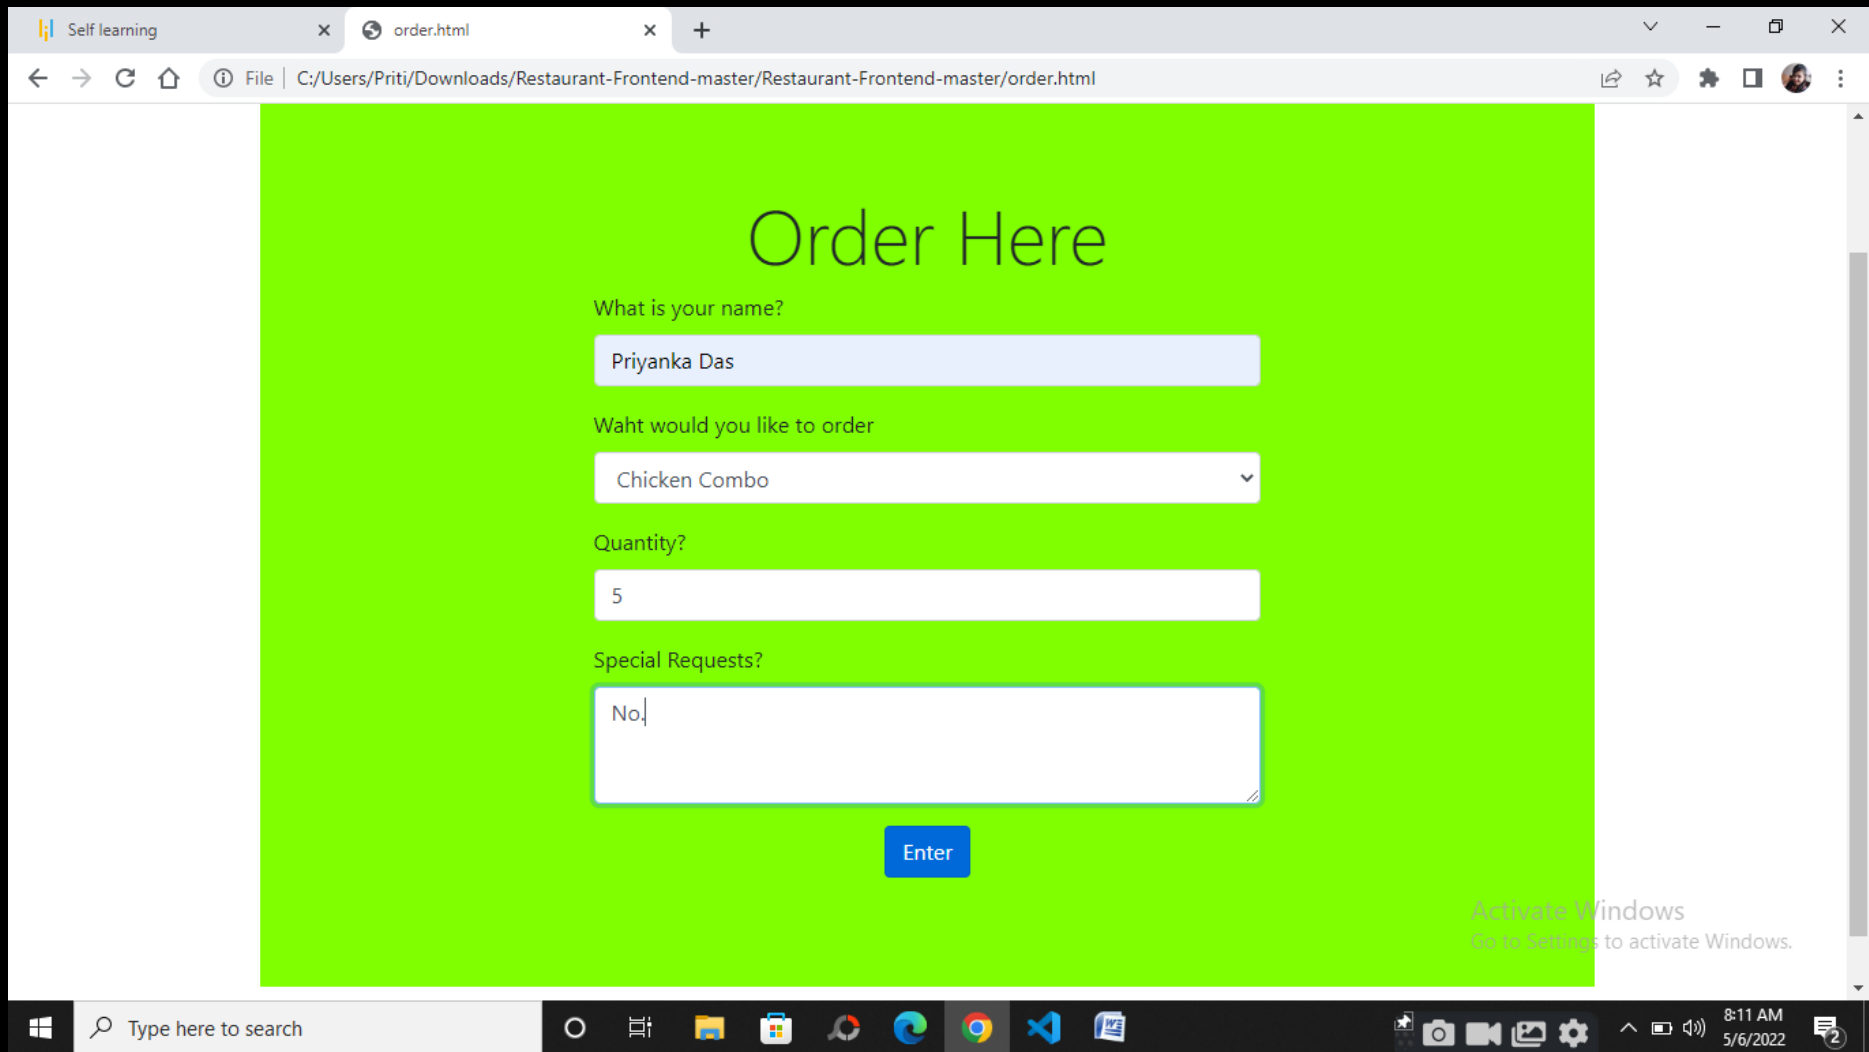 Self learning
order.html
File
C:/Users/Priti/Downloads/Restaurant-Frontend-master/Restaurant-Frontend-master/order.html
Order Here
What is your name?
Priyanka Das
Waht would you like to order
Chicken Combo
Quantity?
5
Special Requests?
No.
Enter
Activate Windows
Go to Settings to activate Windows.
Type here to search
8:11 AM
5/6/2022
2